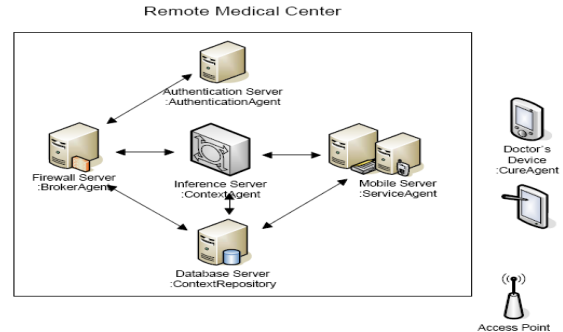 Remote Medical Center
Authentication Server
:AuthenticationAgent
Firewall Server
:BrokerAgent
Inference Server
:ContextAgent
Mobile Server
:ServiceAgent
Doctor´s
Device
:CureAgent
Database Server
:ContextRepository
Access Point